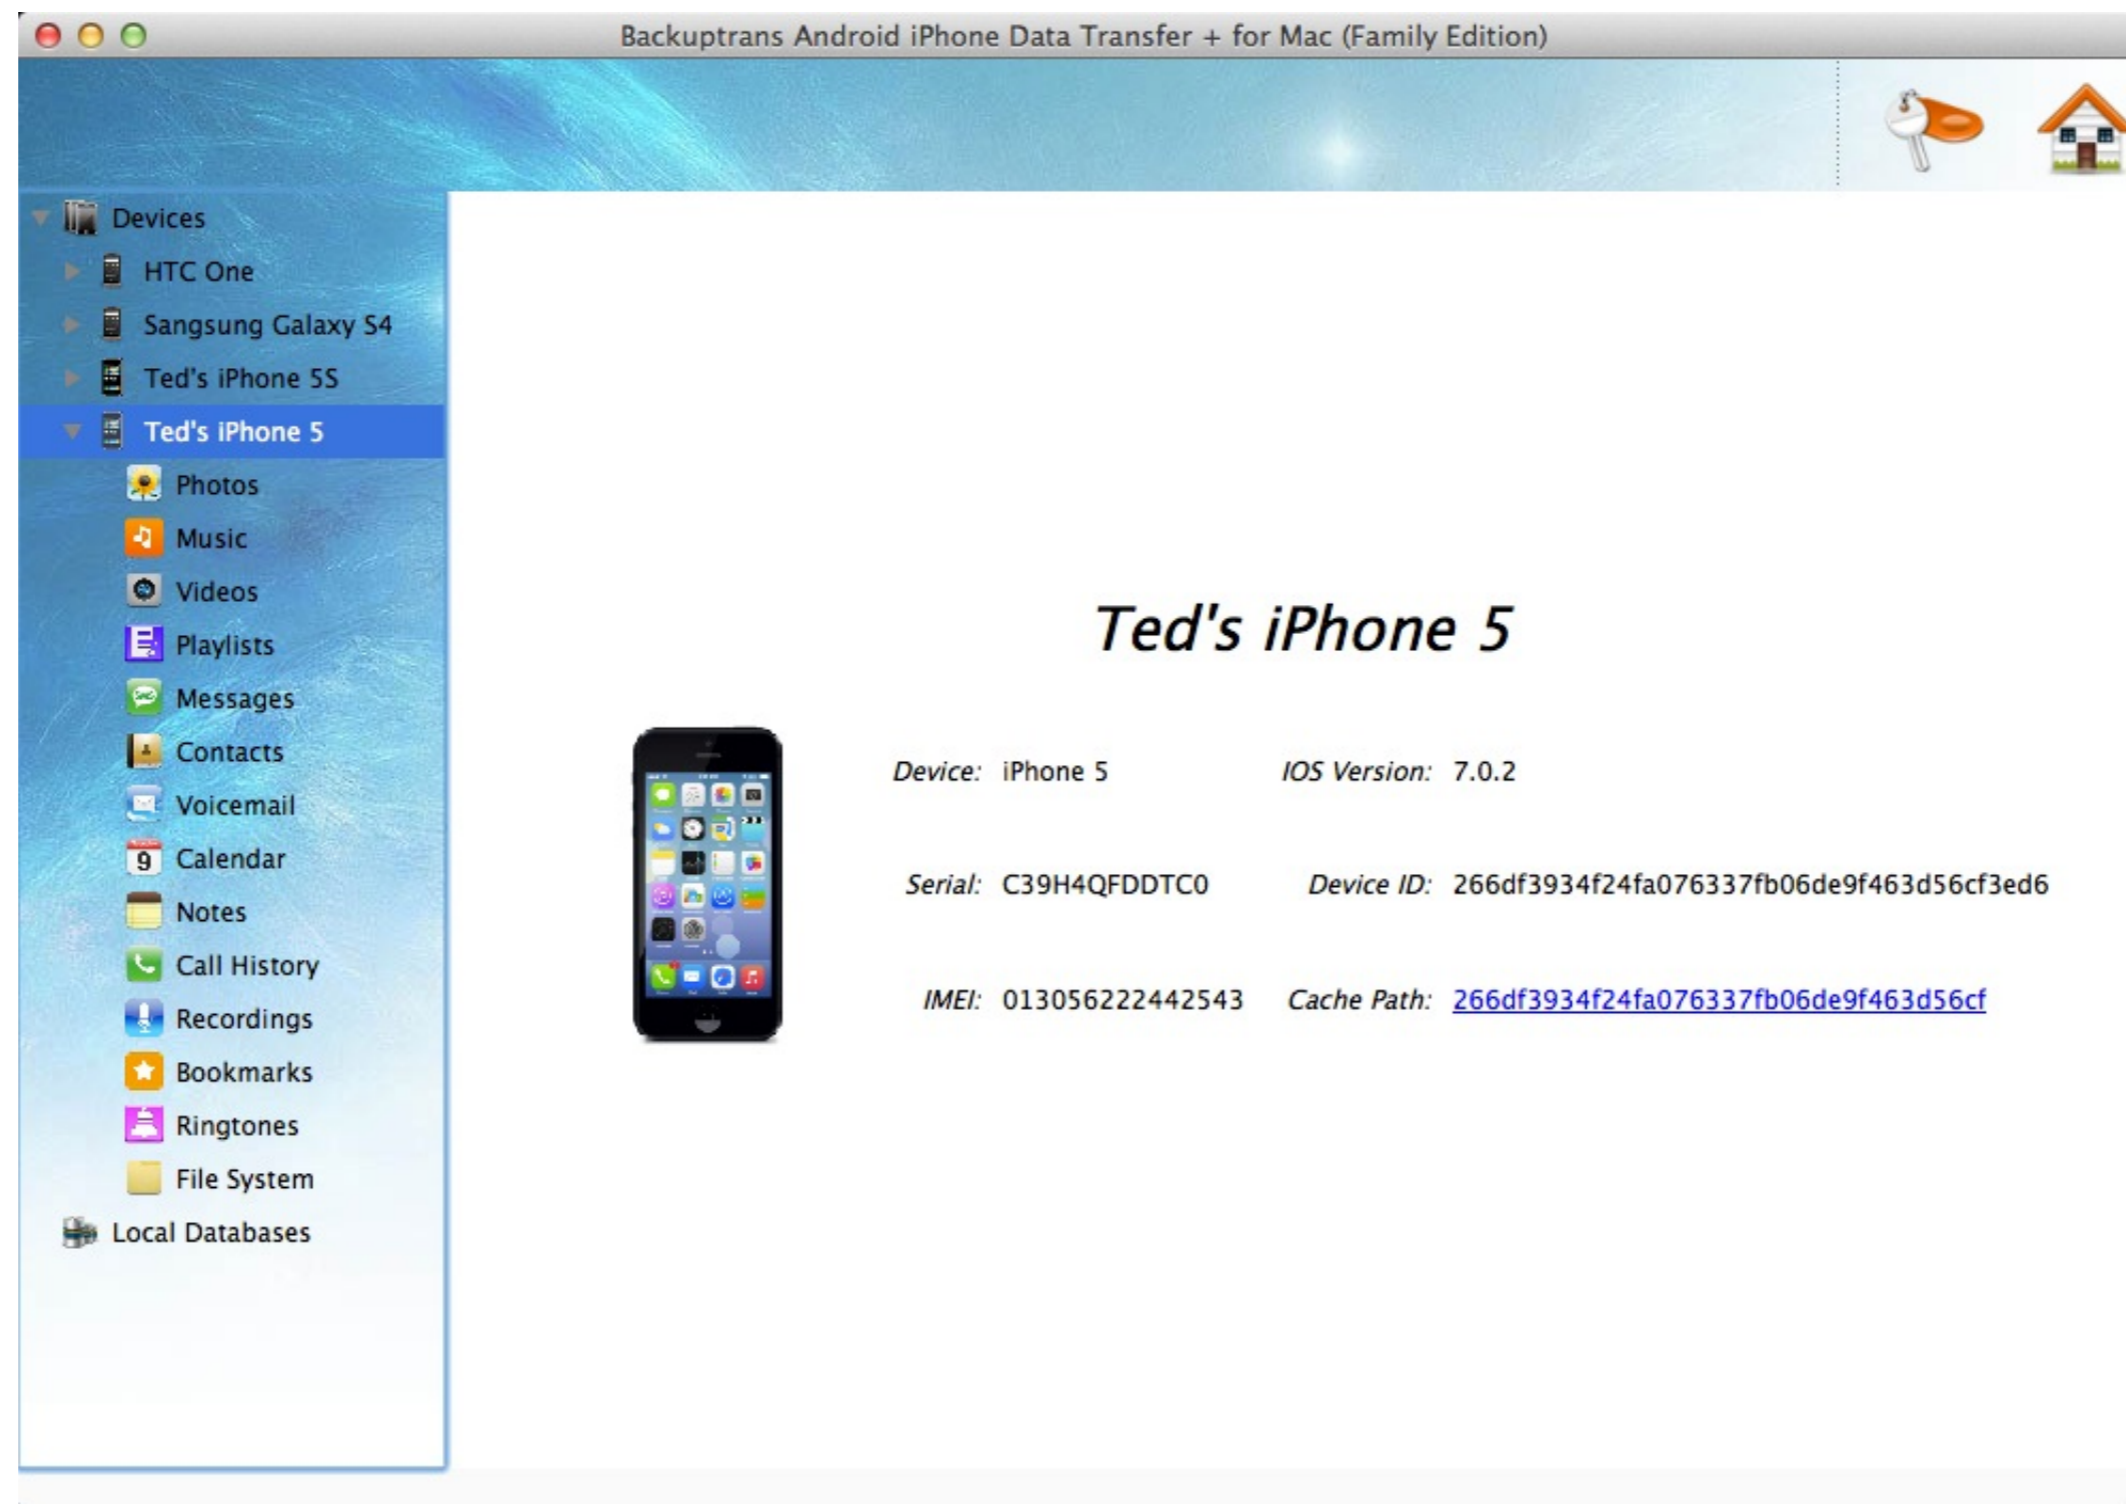 Backuptrans Android iPhone Data Transfer + for Mac (Family Edition)
Devices
HTC One
Sangsung Galaxy S4
Ted's iPhone 5S
Ted's iPhone 5
Photos
Music
Videos
Playlists
Messages
Contacts
Voicemail
9 Calendar
Notes
Call History
Recordings
Bookmarks
Ringtones
File System
Local Databases
Ted's iPhone 5
Device: iPhone 5 IOS Version: 7.0.2
Serial: C39H4QFDDTC0 Device ID: 266df3934f24fa076337fb06de9f463d56cf3ed6
IMEI: 013056222442543 Cache Path: 266df3934f24fa076337fb06de9f463d56cf